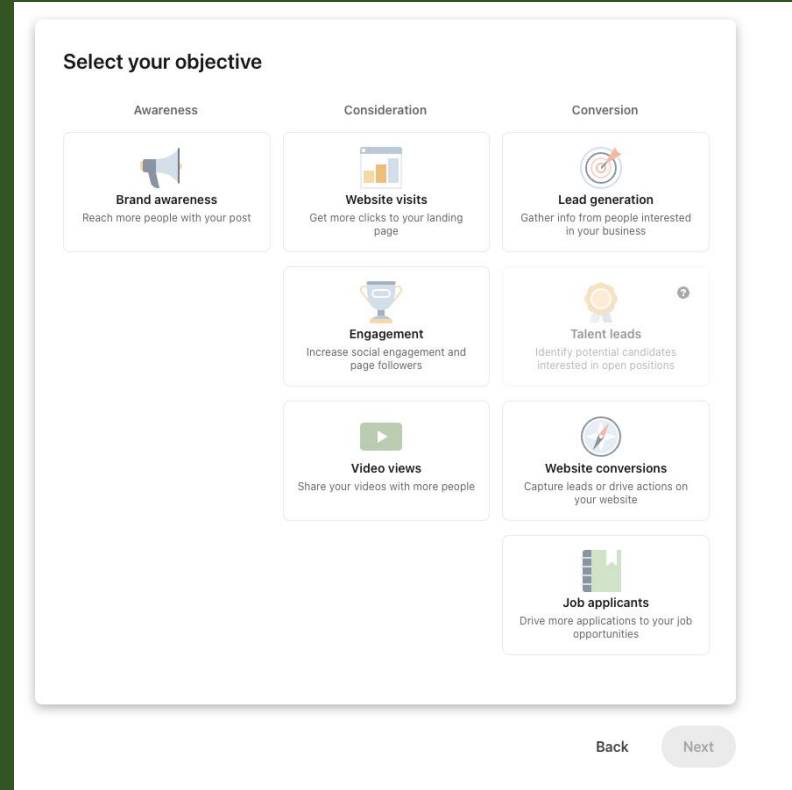 Select your objective
Awareness
Consideration
Conversion
Brand awareness
Reach more people with your post
Website visits
Get more clicks to your landing
page
Lead generation
Gather info from people interested
in your business
Engagement
Increase social engagement and
page followers
?
Talent leads
Identify potential candidates
interested in open positions
Video views
Share your videos with more people
Website conversions
Capture leads or drive actions on
your website
Job applicants
Drive more applications to your job
opportunities
Back
Next